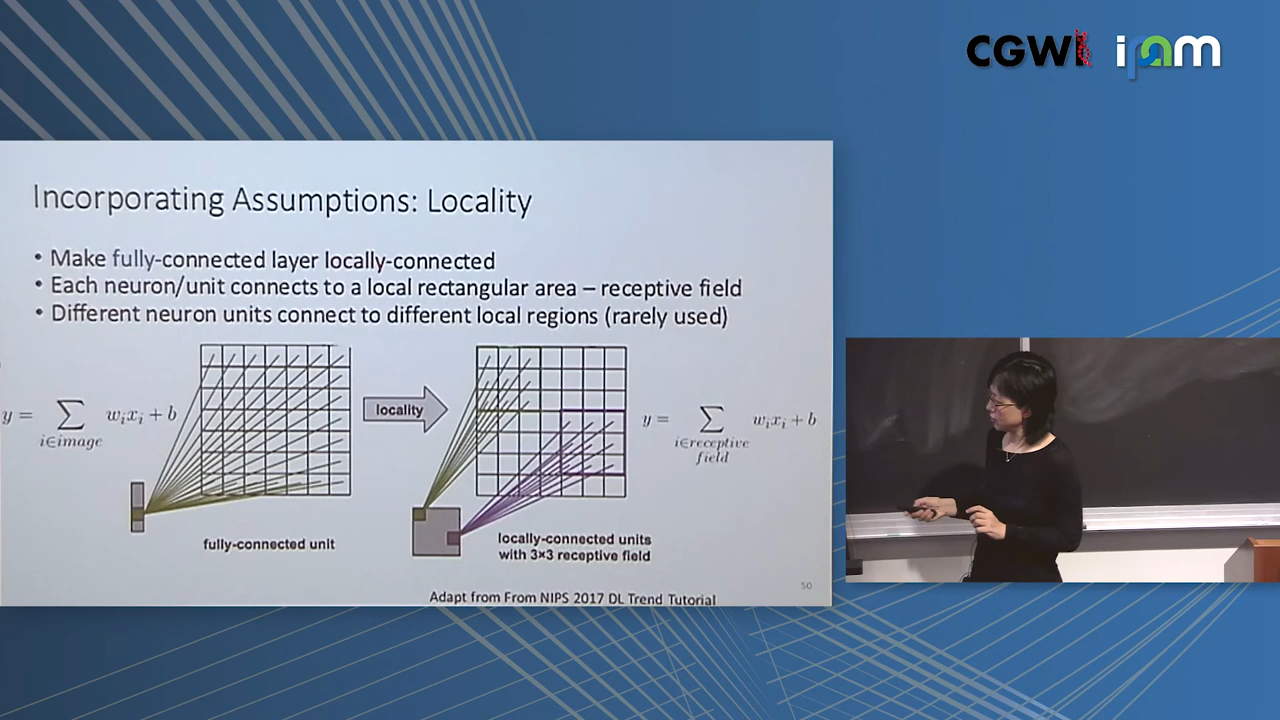 CGWI ipam
Incorporating Assumptions: Locality
• Make fully-connected layer locally-connected
• Each neuron/unit connects to a local rectangular area – receptive field
• Different neuron units connect to different local regions (rarely used)
y = ∑ wᵢxᵢ + b
i∈image
locality
y = ∑ wᵢxᵢ + b
i∈receptive
field
fully-connected unit
locally-connected units
with 3×3 receptive field
50
Adapt from From NIPS 2017 DL Trend Tutorial